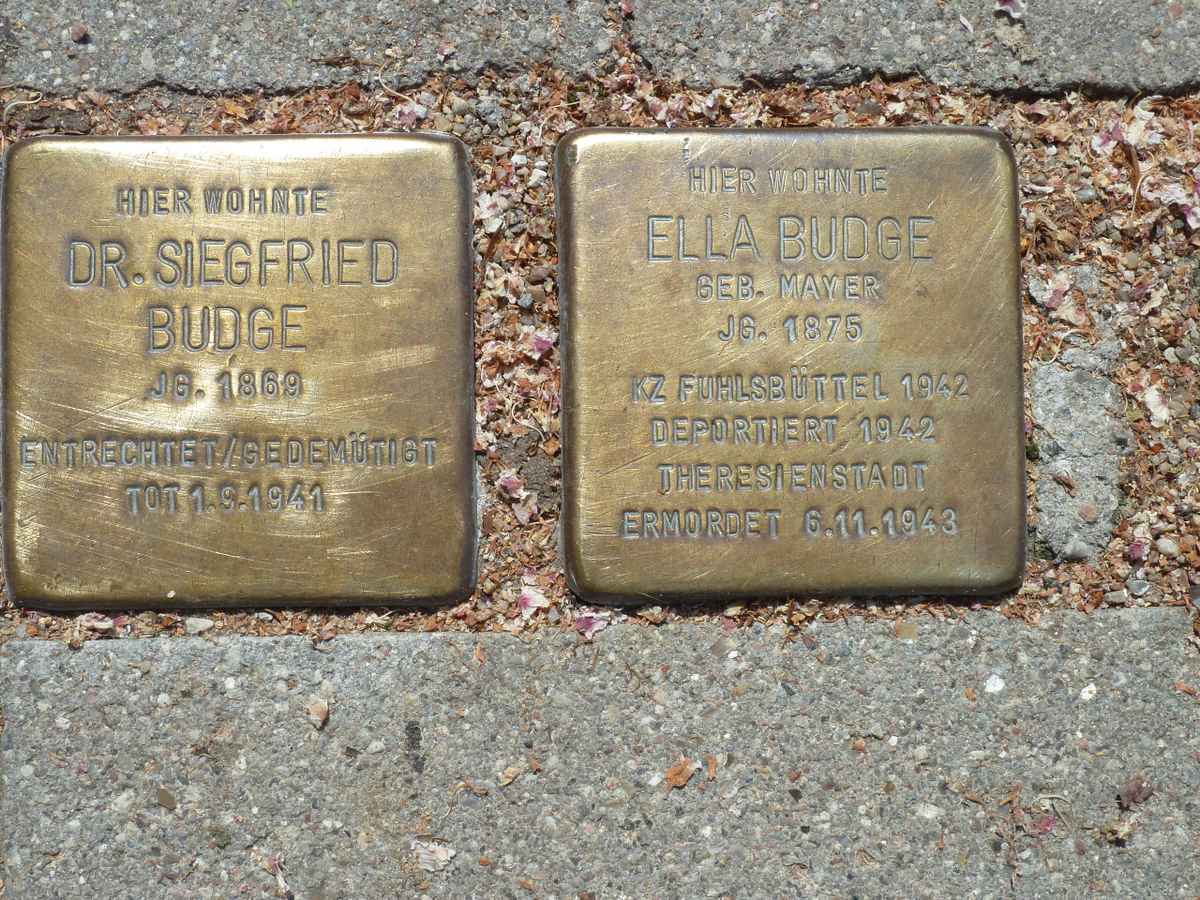 HIER WOHNTE
DR. SIEGFRIED
BUDGE
JG. 1869
ENTRECHTET/GEDEMÜTIGT
TOT 1.9.1941
HIER WOHNTE
ELLA BUDGE
GEB. MAYER
JG. 1875
KZ FUHLSBÜTTEL 1942
DEPORTIERT 1942
THERESIENSTADT
ERMORDET 6.11.1943